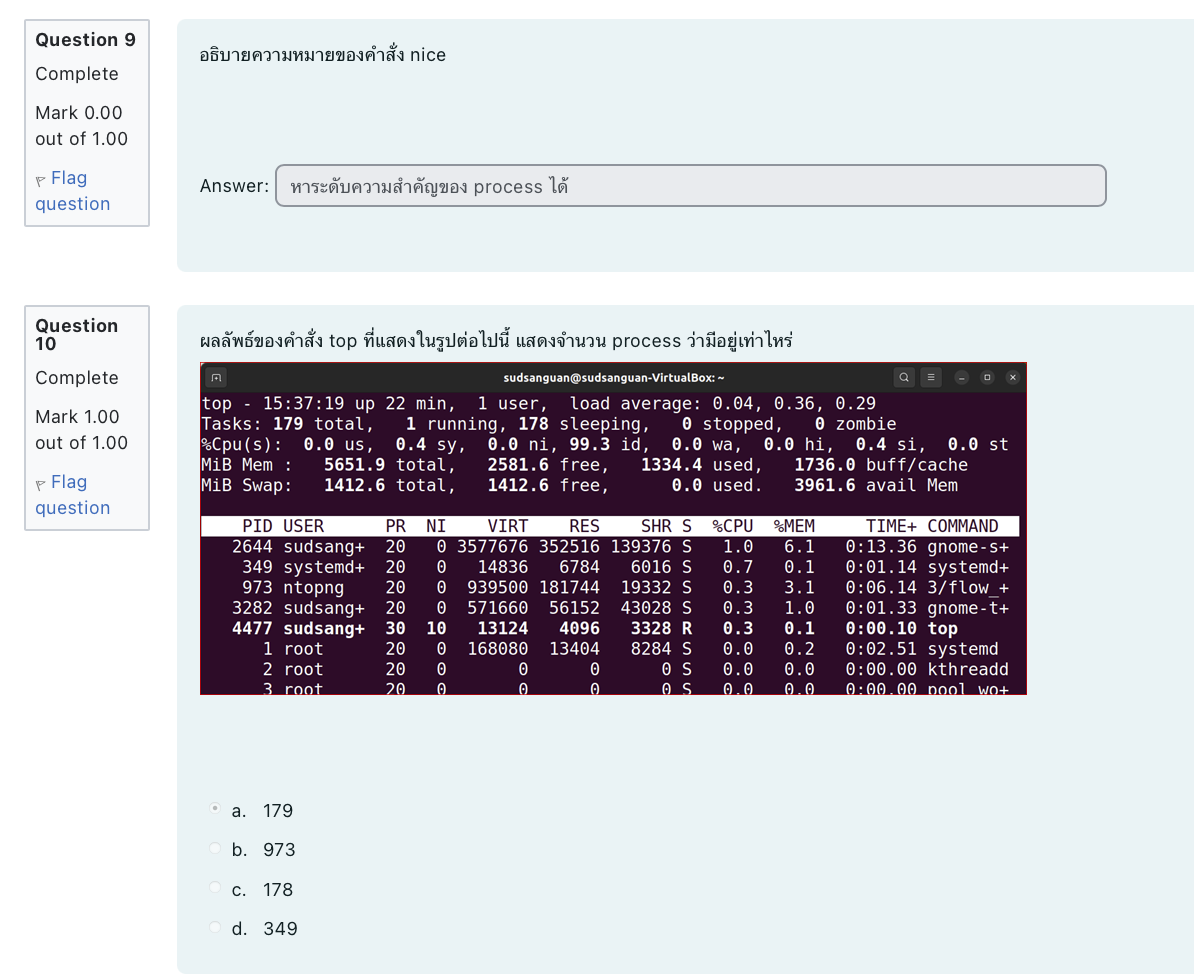 Question 9
Complete
Mark 0.00
out of 1.00
Flag
question
อธิบายความหมายของคำสั่ง nice
Answer: หาระดับความสำคัญของ process ได้
Question
10
Complete
Mark 1.00
out of 1.00
Flag
question
ผลลัพธ์ของคำสั่ง top ที่แสดงในรูปต่อไปนี้ แสดงจำนวน process ว่ามีอยู่เท่าไหร่
sudsanguan@sudsanguan-VirtualBox: ~
top - 15:37:19 up 22 min,  1 user,  load average: 0.04, 0.36, 0.29
Tasks: 179 total,   1 running, 178 sleeping,   0 stopped,   0 zombie
%Cpu(s):  0.0 us,  0.4 sy,  0.0 ni, 99.3 id,  0.0 wa,  0.0 hi,  0.4 si,  0.0 st
MiB Mem :   5651.9 total,   2581.6 free,   1334.4 used,   1736.0 buff/cache
MiB Swap:   1412.6 total,   1412.6 free,      0.0 used.   3961.6 avail Mem
PID USER      PR  NI    VIRT    RES    SHR S  %CPU  %MEM     TIME+ COMMAND
2644 sudsang+  20   0 3577676 352516 139376 S   1.0   6.1   0:13.36 gnome-s+
349 systemd+  20   0   14836   6784   6016 S   0.7   0.1   0:01.14 systemd+
973 ntopng    20   0  939500 181744  19332 S   0.3   3.1   0:06.14 3/flow_+
3282 sudsang+  20   0  571660  56152  43028 S   0.3   1.0   0:01.33 gnome-t+
4477 sudsang+  30  10   13124   4096   3328 R   0.3   0.1   0:00.10 top
1 root      20   0  168080  13404   8284 S   0.0   0.2   0:02.51 systemd
2 root      20   0       0      0      0 S   0.0   0.0   0:00.00 kthreadd
3 root      20   0       0      0      0 S   0.0   0.0   0:00.00 pool_wo+
a. 179
b. 973
c. 178
d. 349